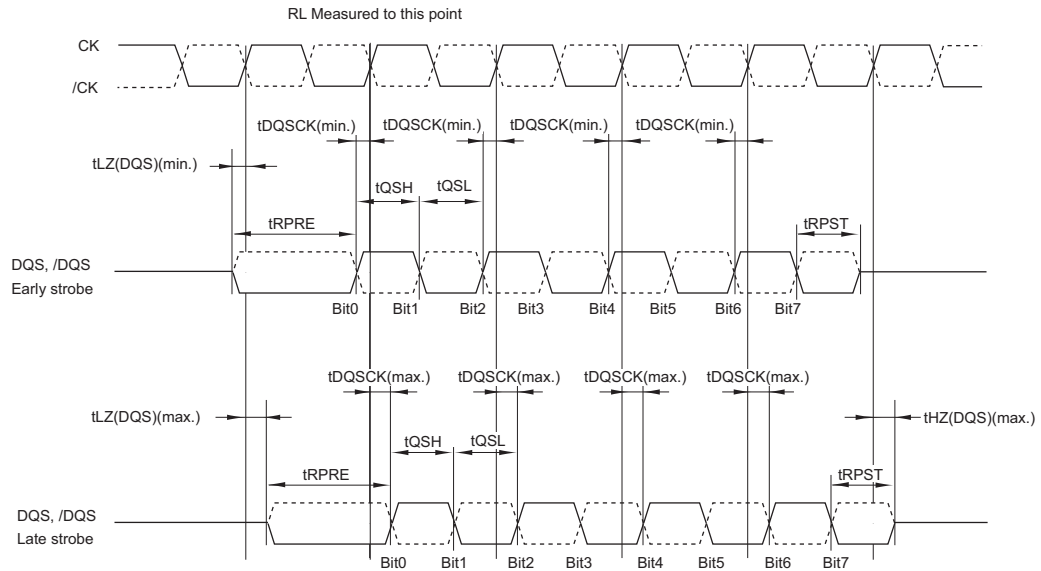 RL Measured to this point
CK
/CK
tDQSCK(min.) tDQSCK(min.) tDQSCK(min.) tDQSCK(min.)
tLZ(DQS)(min.)
tQSH tQSL
tRPRE tRPST
DQS, /DQS
Early strobe
Bit0 Bit1 Bit2 Bit3 Bit4 Bit5 Bit6 Bit7
tDQSCK(max.) tDQSCK(max.) tDQSCK(max.) tDQSCK(max.)
tLZ(DQS)(max.) tHZ(DQS)(max.)
tQSH tQSL
tRPRE tRPST
DQS, /DQS
Late strobe
Bit0 Bit1 Bit2 Bit3 Bit4 Bit5 Bit6 Bit7